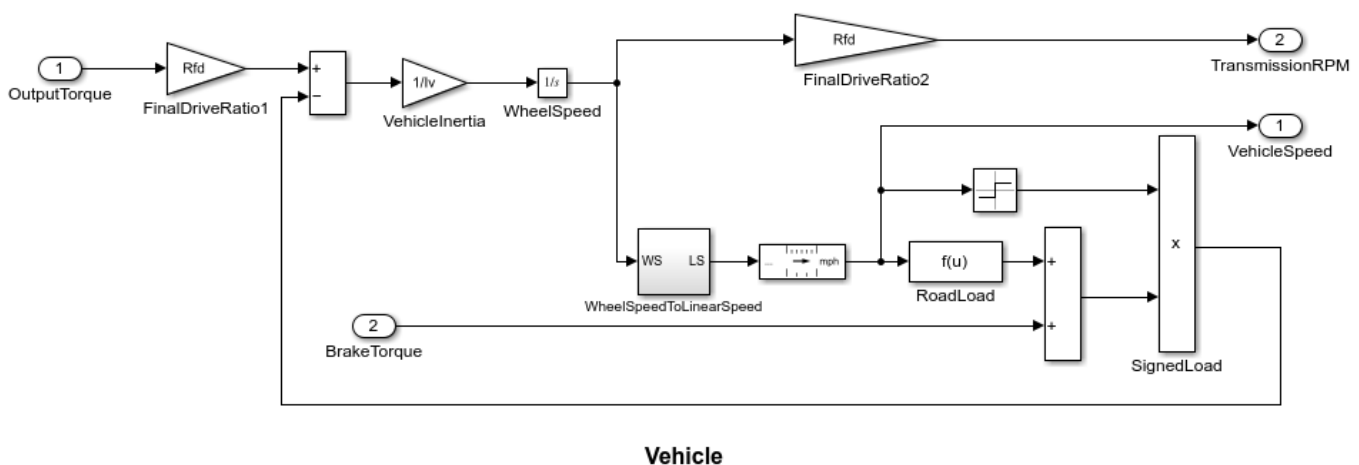 Rfd
FinalDriveRatio2
2
TransmissionRPM
1
OutputTorque
Rfd
FinalDriveRatio1
+
−
1/Iv
VehicleInertia
1/s
WheelSpeed
1
VehicleSpeed
WS LS
WheelSpeedToLinearSpeed
... mph
f(u)
RoadLoad
+
+
x
SignedLoad
2
BrakeTorque
Vehicle